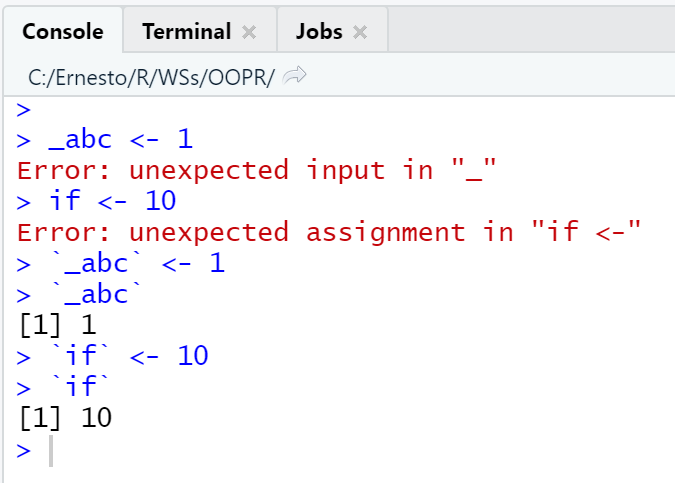 Console Terminal × Jobs ×
C:/Ernesto/R/WSs/OOPR/
>
> _abc <- 1
Error: unexpected input in "_"
> if <- 10
Error: unexpected assignment in "if <-"
> `_abc` <- 1
> `_abc`
[1] 1
> `if` <- 10
> `if`
[1] 10
>